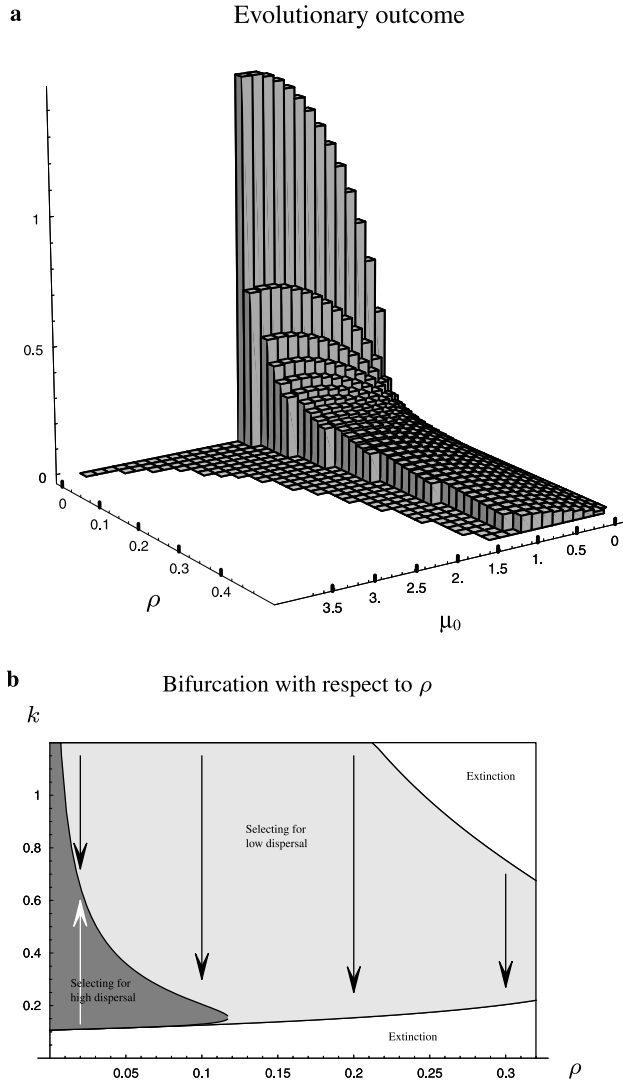 a
Evolutionary outcome
1
0.5
0
0
0.1
0.2
0.3
0.4
ρ
3.5
3.
2.5
2.
1.5
1.
0.5
0
μ0
b
Bifurcation with respect to ρ
k
1
0.8
0.6
0.4
0.2
Extinction
Selecting for
low dispersal
Selecting for
high dispersal
Extinction
0.05
0.1
0.15
0.2
0.25
0.3
ρ